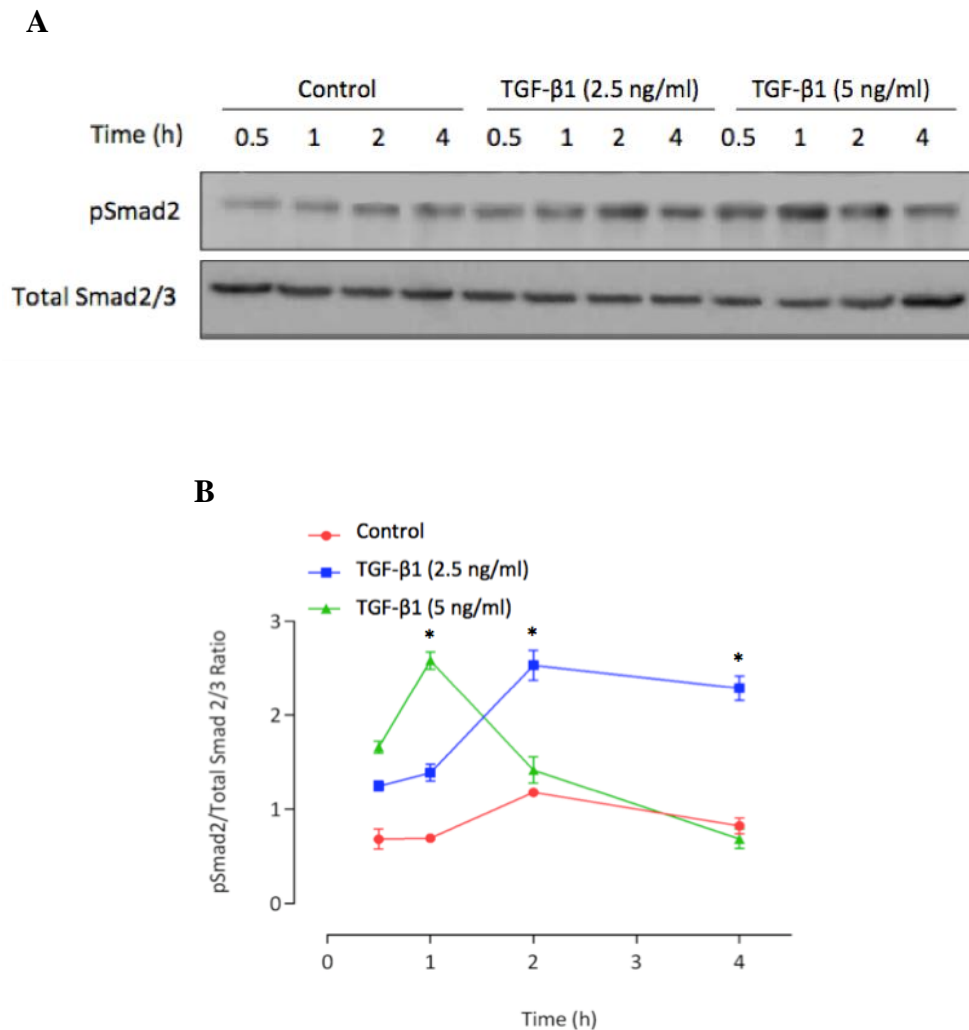 A
Control TGF-β1 (2.5 ng/ml) TGF-β1 (5 ng/ml)
Time (h) 0.5 1 2 4 0.5 1 2 4 0.5 1 2 4
pSmad2
Total Smad2/3
B
Control
TGF-β1 (2.5 ng/ml)
TGF-β1 (5 ng/ml)
pSmad2/Total Smad 2/3 Ratio
3
* * *
2
1
0
0 1 2 3 4
Time (h)